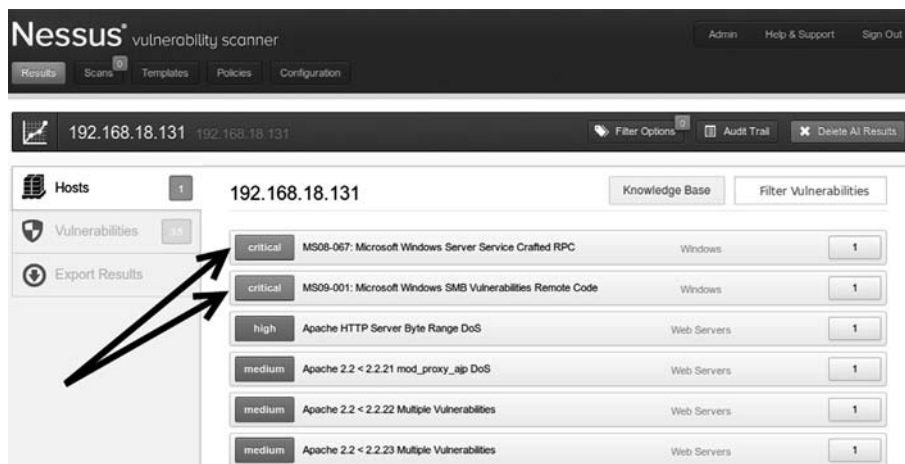 Nessus® vulnerability scanner
Admin Help & Support Sign Out
Results Scans 0 Templates Policies Configuration
192.168.18.131 192.168.18.131
Filter Options 0 Audit Trail Delete All Results
Hosts 1
Vulnerabilities
Export Results
192.168.18.131 Knowledge Base Filter Vulnerabilities
critical MS08-067: Microsoft Windows Server Service Crafted RPC Windows 1
critical MS09-001: Microsoft Windows SMB Vulnerabilities Remote Code Windows 1
high Apache HTTP Server Byte Range DoS Web Servers 1
medium Apache 2.2 < 2.2.21 mod_proxy_ajp DoS Web Servers 1
medium Apache 2.2 < 2.2.22 Multiple Vulnerabilities Web Servers 1
medium Apache 2.2 < 2.2.23 Multiple Vulnerabilities Web Servers 1